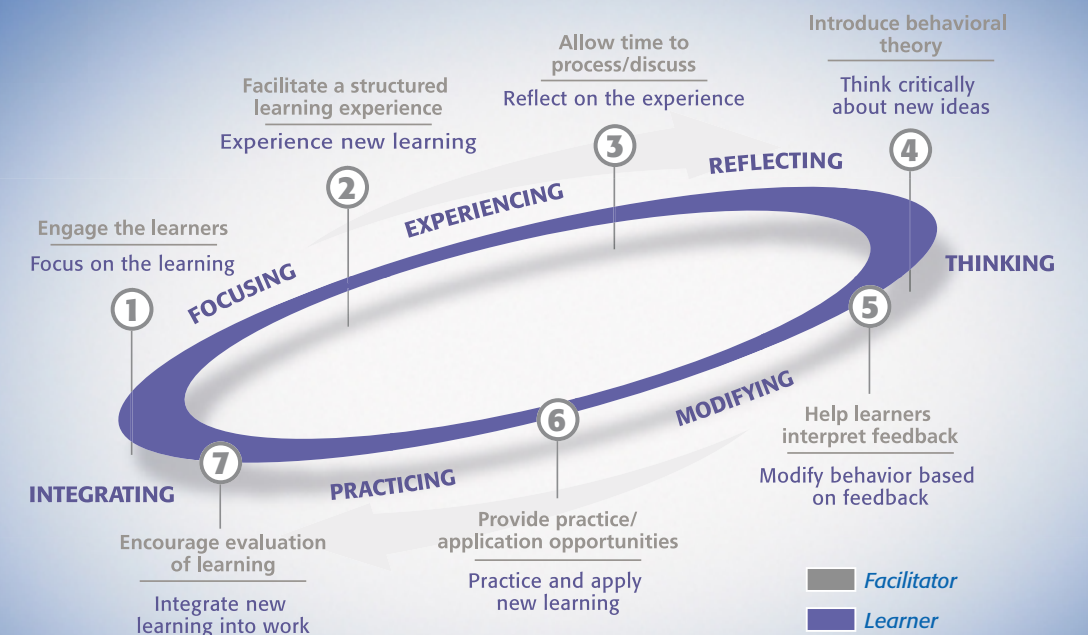 Engage the learners
Focus on the learning
1
FOCUSING
Facilitate a structured
learning experience
Experience new learning
2
EXPERIENCING
Allow time to
process/discuss
Reflect on the experience
3
REFLECTING
Introduce behavioral
theory
Think critically
about new ideas
4
THINKING
5
Help learners
interpret feedback
Modify behavior based
on feedback
MODIFYING
6
Provide practice/
application opportunities
Practice and apply
new learning
PRACTICING
7
Encourage evaluation
of learning
Integrate new
learning into work
INTEGRATING
Facilitator
Learner